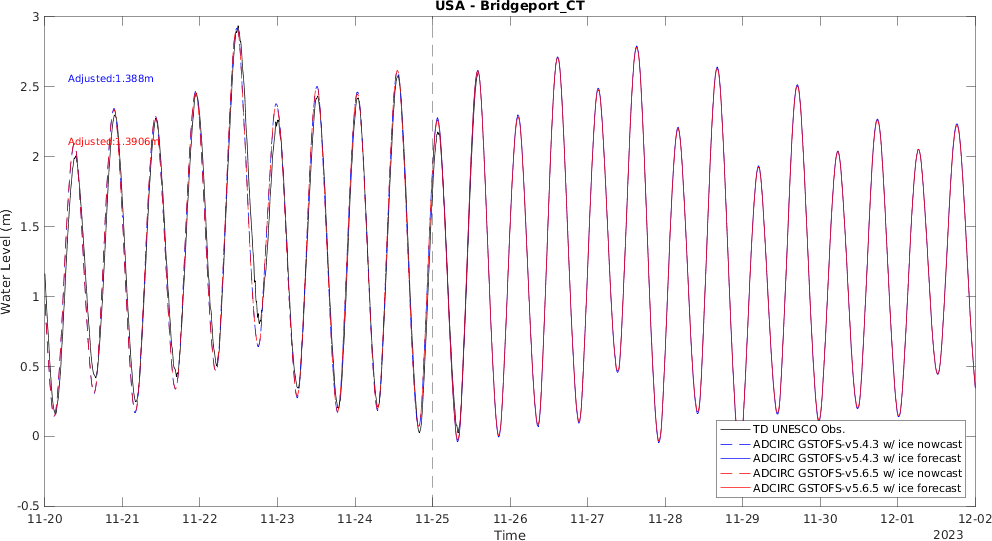 USA - Bridgeport_CT
3
2.5
2
1.5
1
0.5
0
-0.5
Water Level (m)
Adjusted:1.388m
Adjusted:1.3906m
TD UNESCO Obs.
ADCIRC GSTOFS-v5.4.3 w/ ice nowcast
ADCIRC GSTOFS-v5.4.3 w/ ice forecast
ADCIRC GSTOFS-v5.6.5 w/ ice nowcast
ADCIRC GSTOFS-v5.6.5 w/ ice forecast
11-20 11-21 11-22 11-23 11-24 11-25 11-26 11-27 11-28 11-29 11-30 12-01 12-02
Time
2023